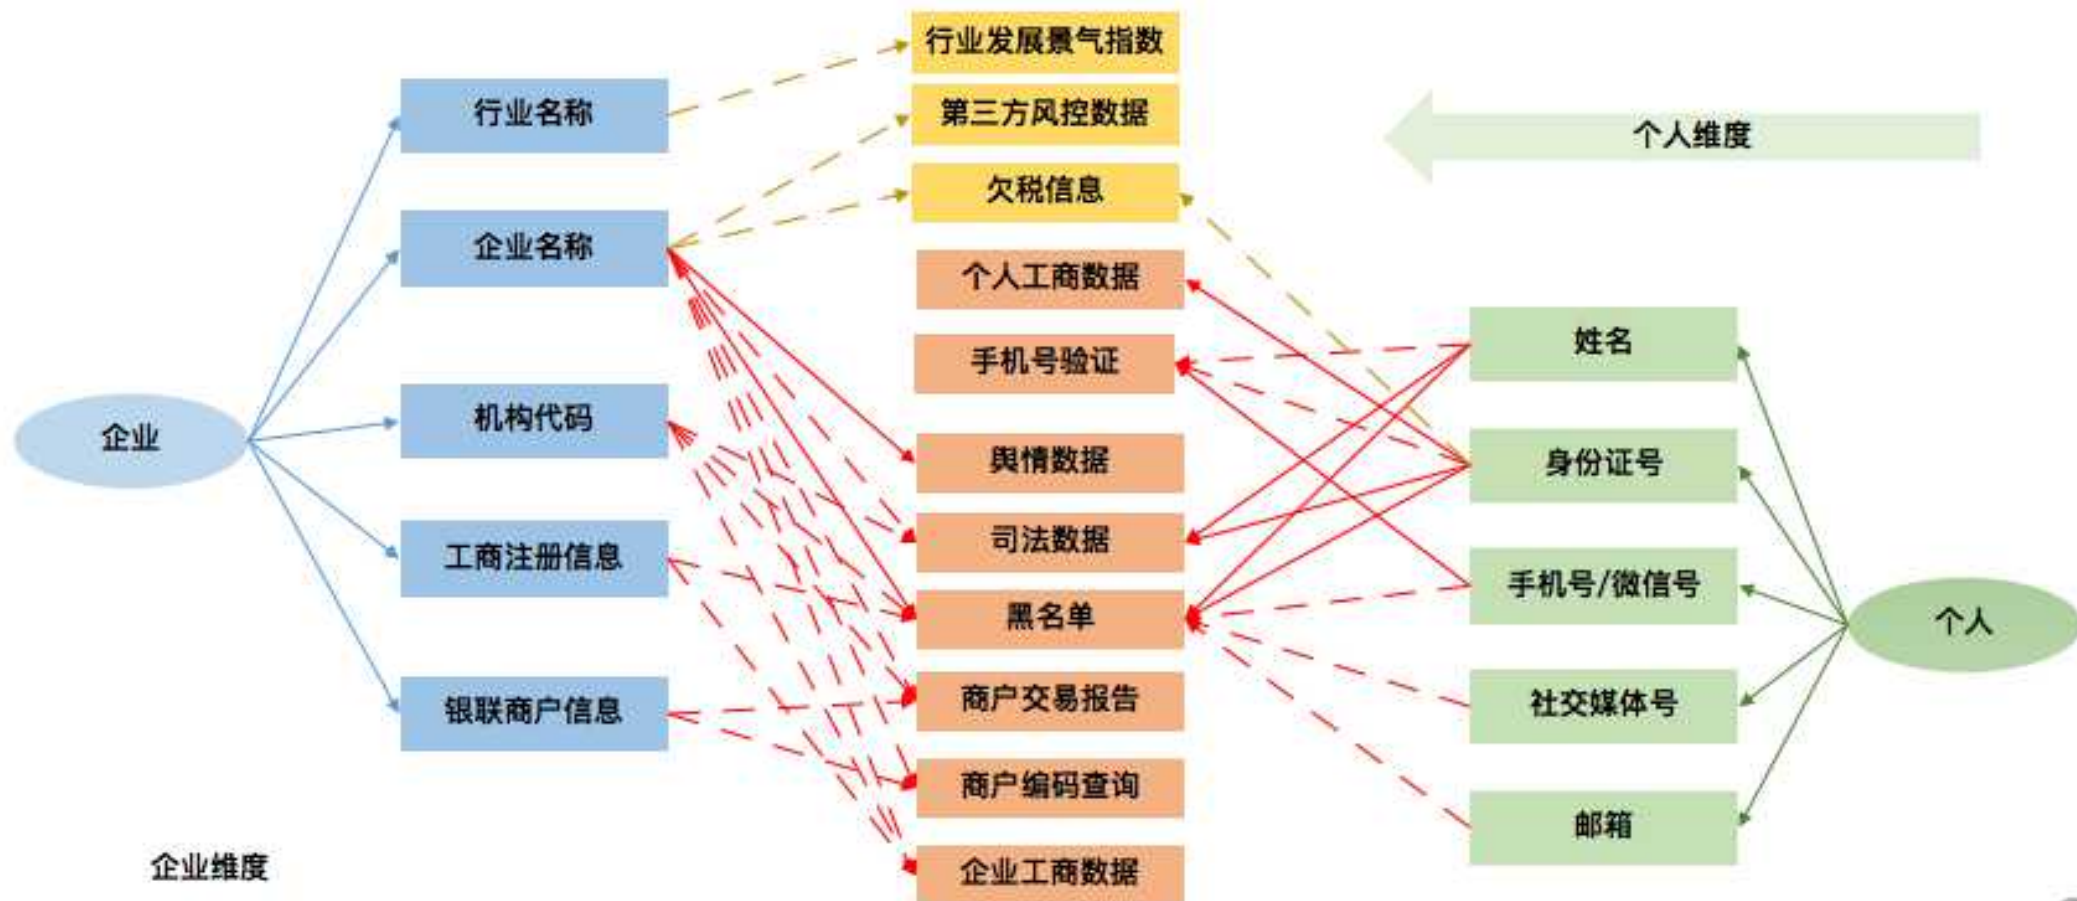 行业发展景气指数
行业名称
第三方风控数据
个人维度
欠税信息
企业名称
个人工商数据
姓名
手机号验证
机构代码
企业
舆情数据
身份证号
司法数据
工商注册信息
手机号/微信号
黑名单
个人
商户交易报告
社交媒体号
银联商户信息
商户编码查询
邮箱
企业维度
企业工商数据